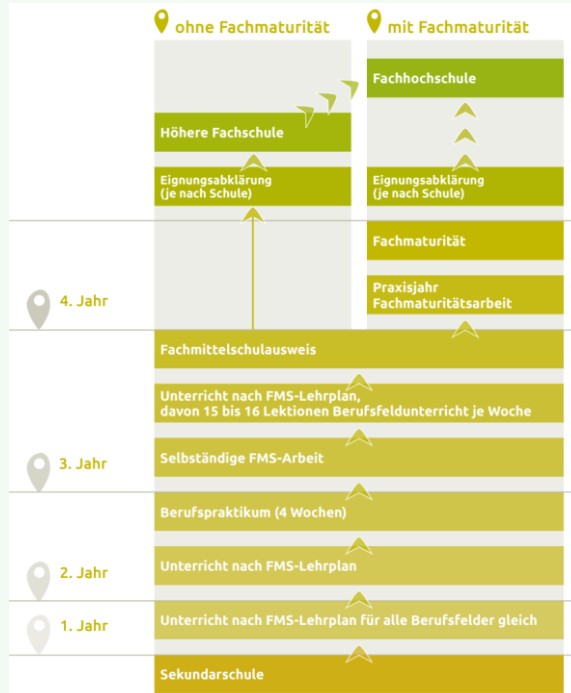 ohne Fachmaturität
mit Fachmaturität
Fachhochschule
Höhere Fachschule
Eignungsabklärung
(je nach Schule)
Eignungsabklärung
(je nach Schule)
Fachmaturität
4. Jahr
Praxisjahr
Fachmaturitätsarbeit
Fachmittelschulausweis
Unterricht nach FMS-Lehrplan,
davon 15 bis 16 Lektionen Berufsfeldunterricht je Woche
3. Jahr
Selbständige FMS-Arbeit
Berufspraktikum (4 Wochen)
2. Jahr
Unterricht nach FMS-Lehrplan
1. Jahr
Unterricht nach FMS-Lehrplan für alle Berufsfelder gleich
Sekundarschule